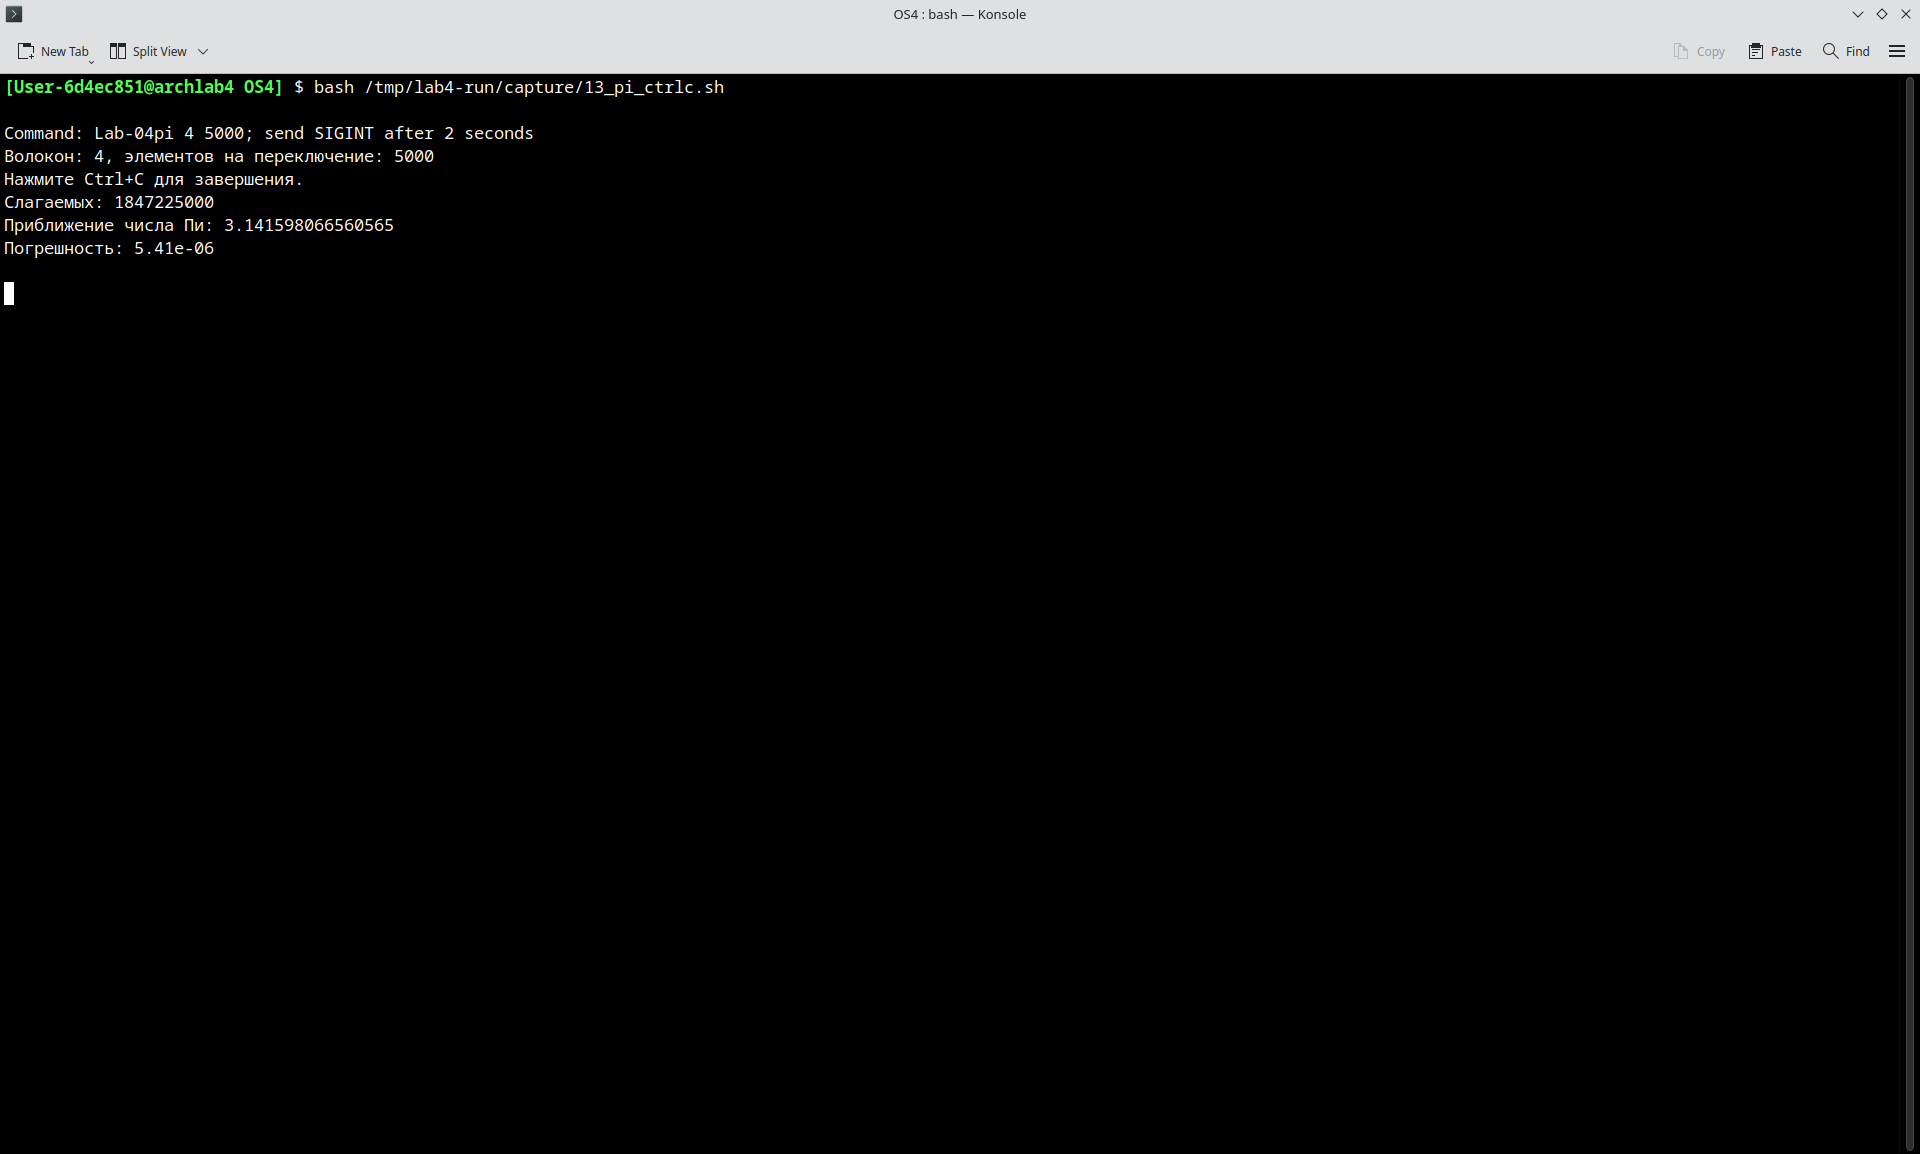 OS4 : bash — Konsole
New Tab Split View Copy Paste Find
[User-6d4ec851@archlab4 OS4] $ bash /tmp/lab4-run/capture/13_pi_ctrlc.sh
Command: Lab-04pi 4 5000; send SIGINT after 2 seconds
Волокон: 4, элементов на переключение: 5000
Нажмите Ctrl+C для завершения.
Слагаемых: 1847225000
Приближение числа Пи: 3.141598066560565
Погрешность: 5.41e-06